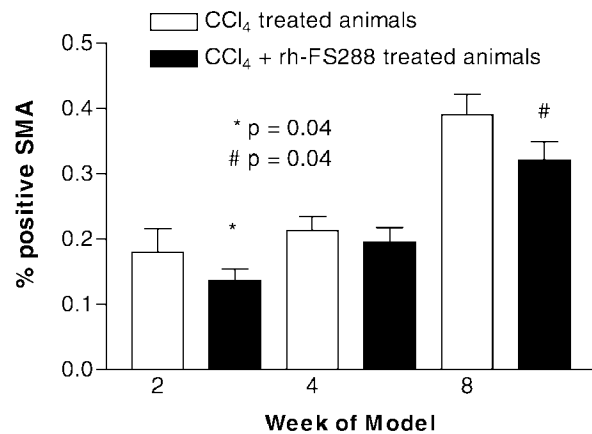 CCl₄ treated animals
CCl₄ + rh-FS288 treated animals
% positive SMA
0.5
0.4
0.3
0.2
0.1
0.0
* p = 0.04
# p = 0.04
*
#
2 4 8
Week of Model